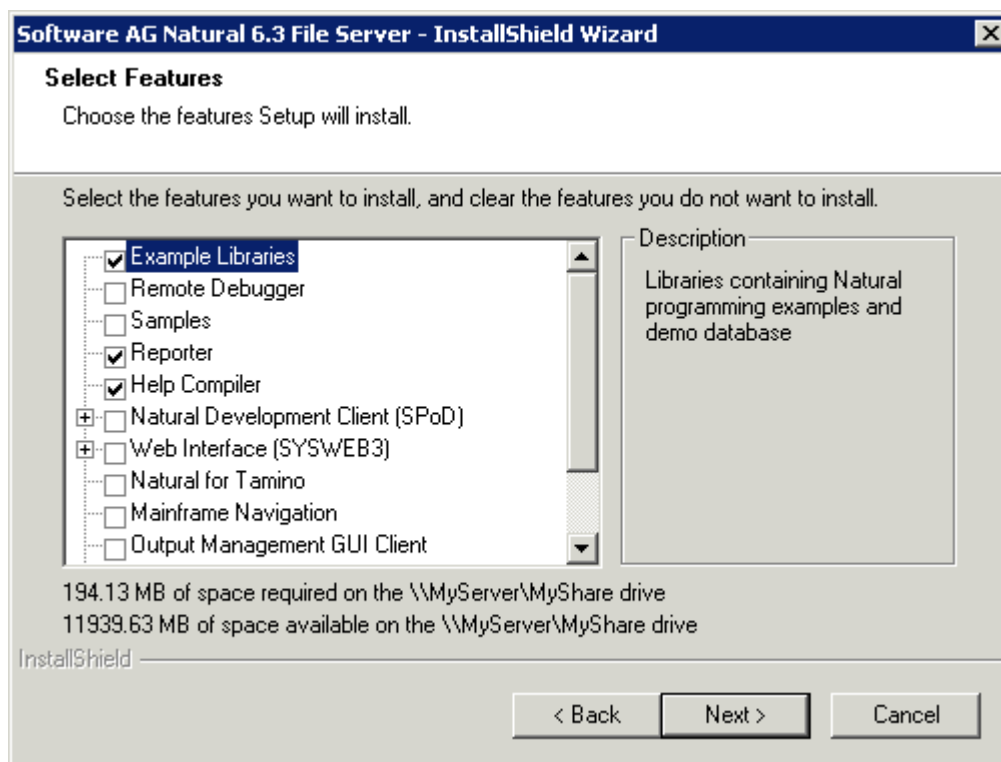 Software AG Natural 6.3 File Server - InstallShield Wizard
Select Features
Choose the features Setup will install.
Select the features you want to install, and clear the features you do not want to install.
Example Libraries
Remote Debugger
Samples
Reporter
Help Compiler
Natural Development Client (SPoD)
Web Interface (SYSWEB3)
Natural for Tamino
Mainframe Navigation
Output Management GUI Client
Description
Libraries containing Natural
programming examples and
demo database
194.13 MB of space required on the \\MyServer\MyShare drive
11939.63 MB of space available on the \\MyServer\MyShare drive
InstallShield
< Back
Next >
Cancel